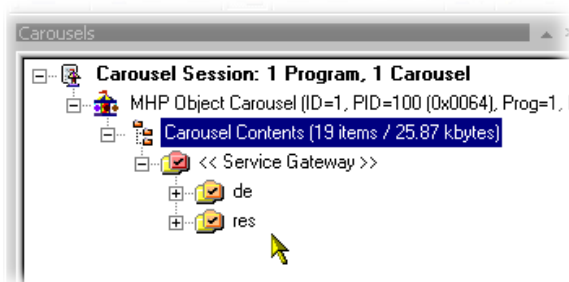 Carousels
Carousel Session: 1 Program, 1 Carousel
MHP Object Carousel (ID=1, PID=100 (0x0064), Prog=1,
Carousel Contents (19 items / 25.87 kbytes)
<< Service Gateway >>
de
res